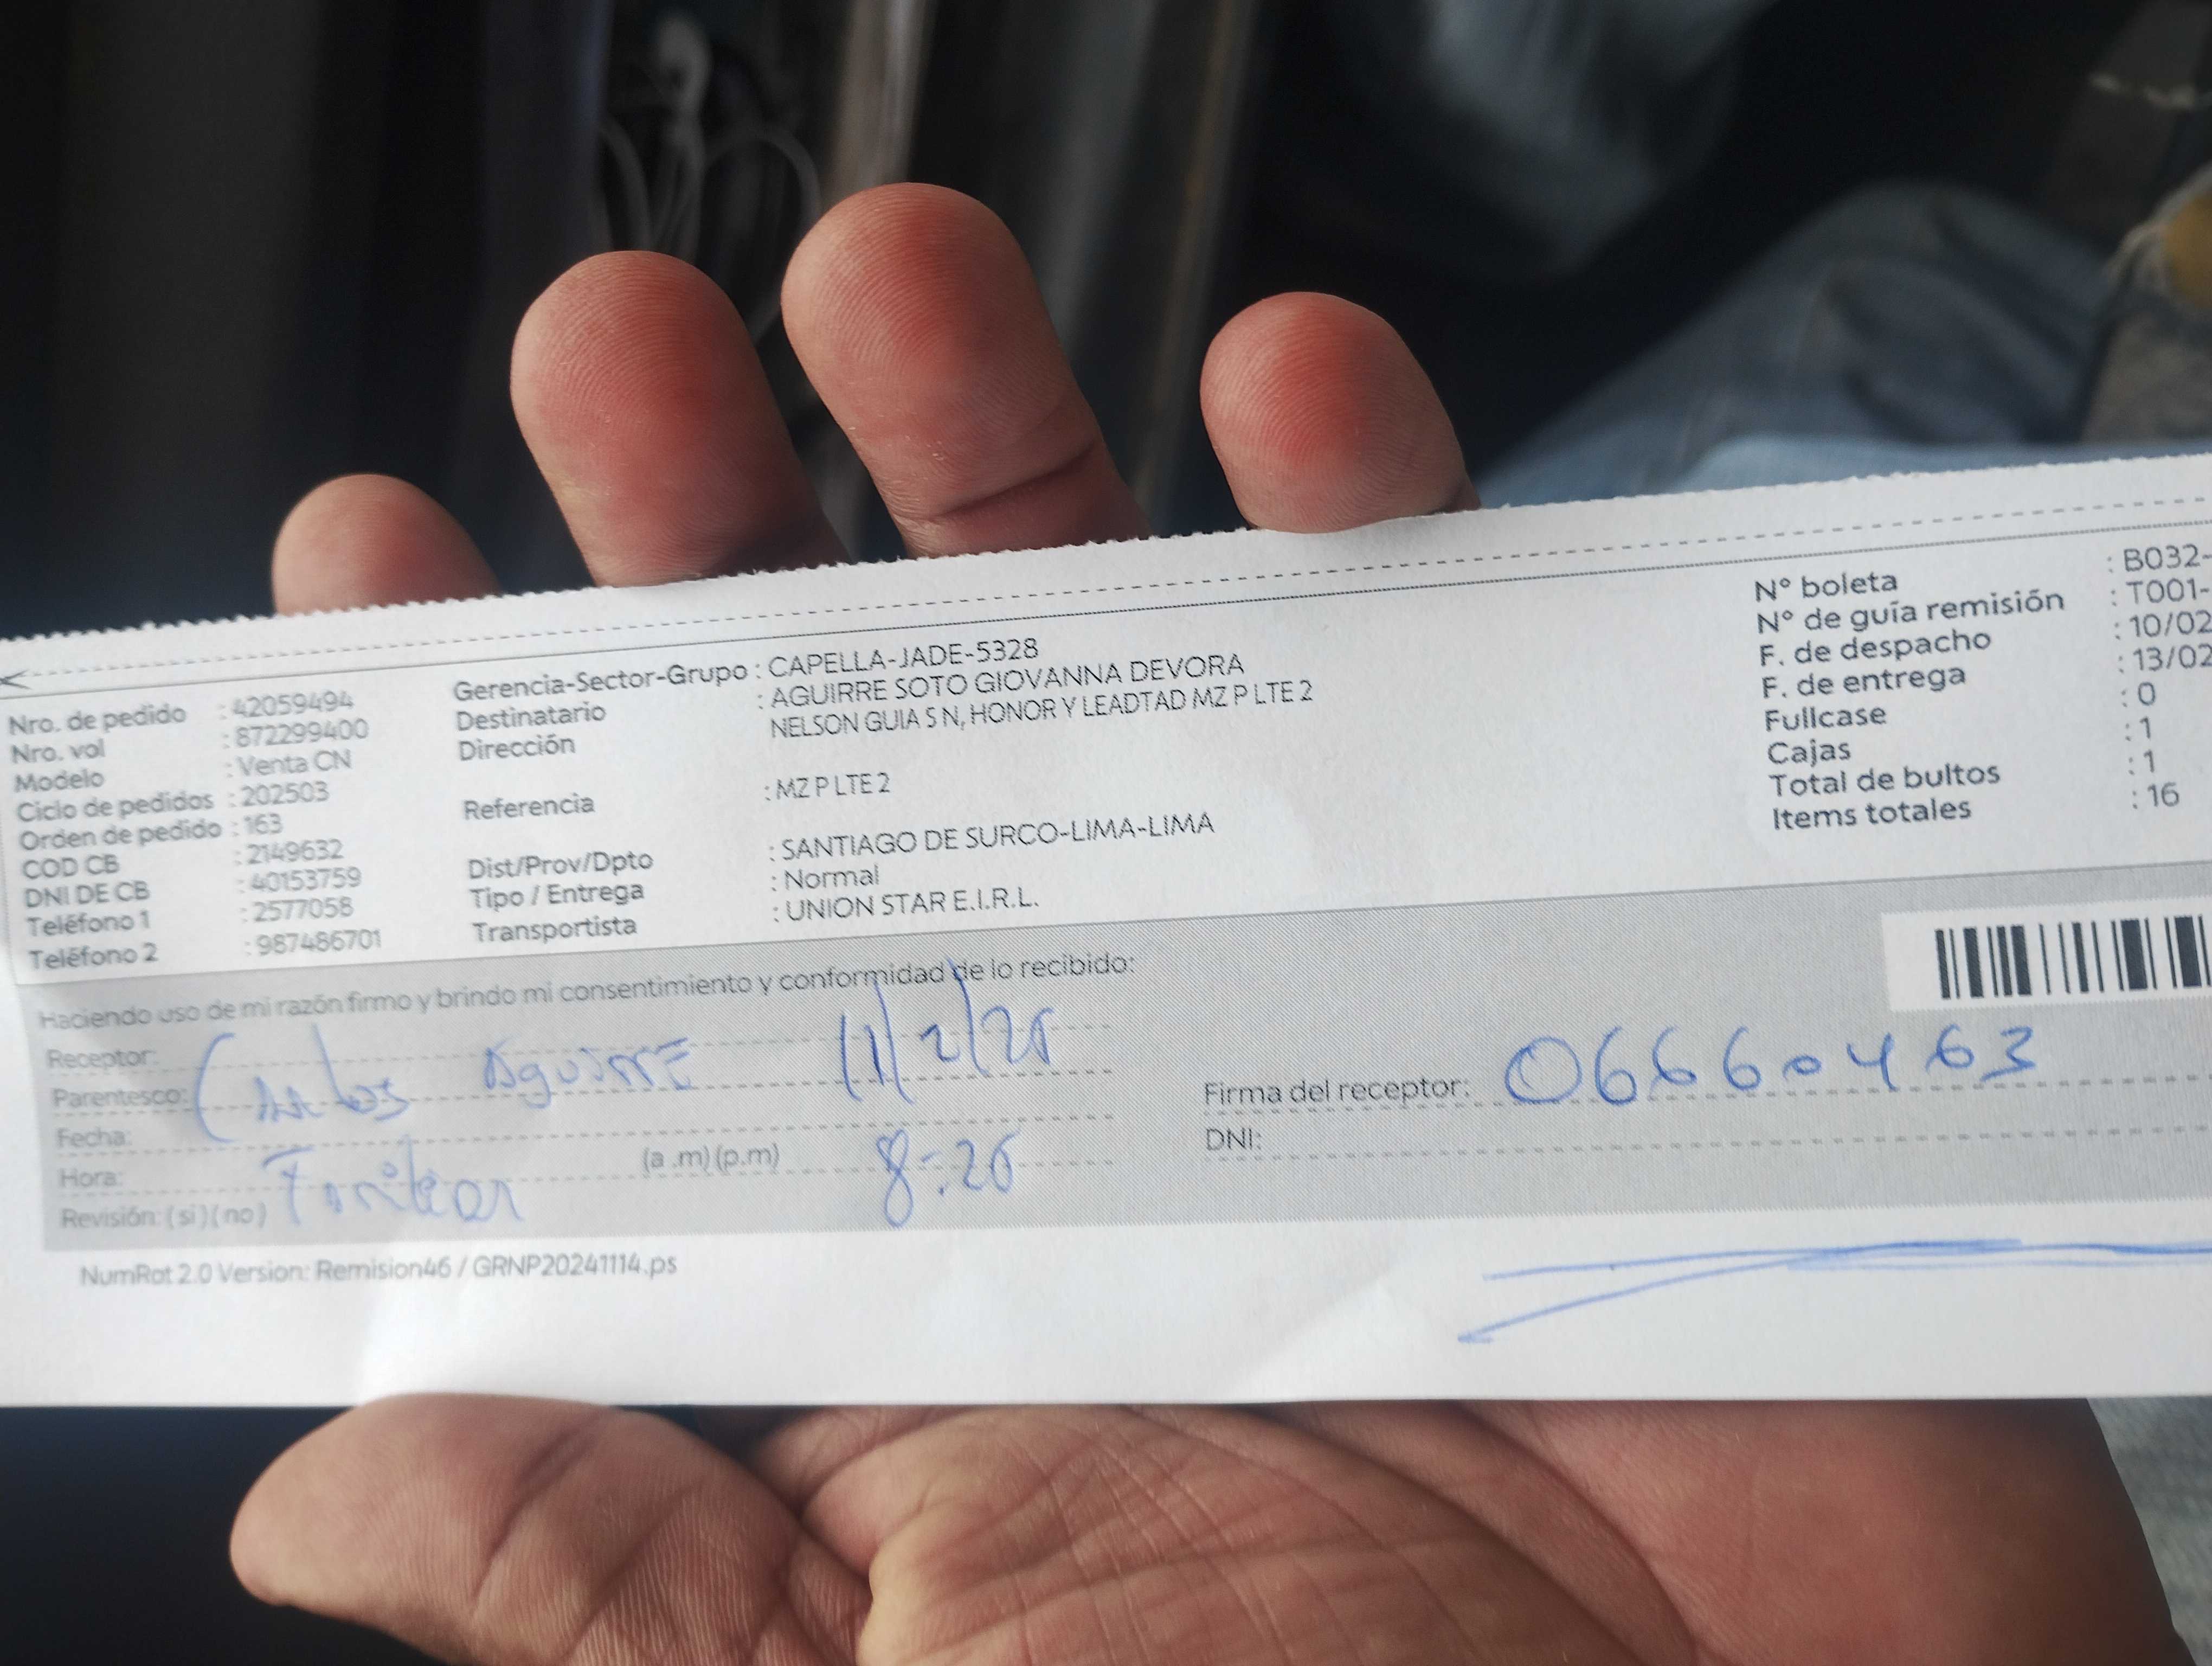 Nro. de pedido : 42059494
Nro. vol : 872299400
Modelo : Venta CN
Ciclo de pedidos : 202503
Orden de pedido : 163
COD CB : 2149632
DNI DE CB : 40153759
Teléfono 1 : 2577058
Teléfono 2 : 987486701
Gerencia-Sector-Grupo : CAPELLA-JADE-5328
Destinatario : AGUIRRE SOTO GIOVANNA DEVORA
Dirección NELSON GUIA S N, HONOR Y LEADTAD MZ P LTE 2
Referencia : MZ P LTE 2
Dist/Prov/Dpto : SANTIAGO DE SURCO-LIMA-LIMA
Tipo / Entrega : Normal
Transportista : UNION STAR E.I.R.L.
N° boleta : B032-
N° de guía remisión : T001-
F. de despacho : 10/02
F. de entrega : 13/02
Fullcase : 0
Cajas : 1
Total de bultos : 1
Items totales : 16
Haciendo uso de mi razón firmo y brindo mi consentimiento y conformidad de lo recibido:
Receptor:
Parentesco: Carlos Aguirre
Fecha:
Hora: (a .m) (p.m) 8:26
Revisión: ( si ) ( no )
Firma del receptor: 06660463
DNI:
NumRot 2.0 Version: Remision46 / GRNP20241114.ps